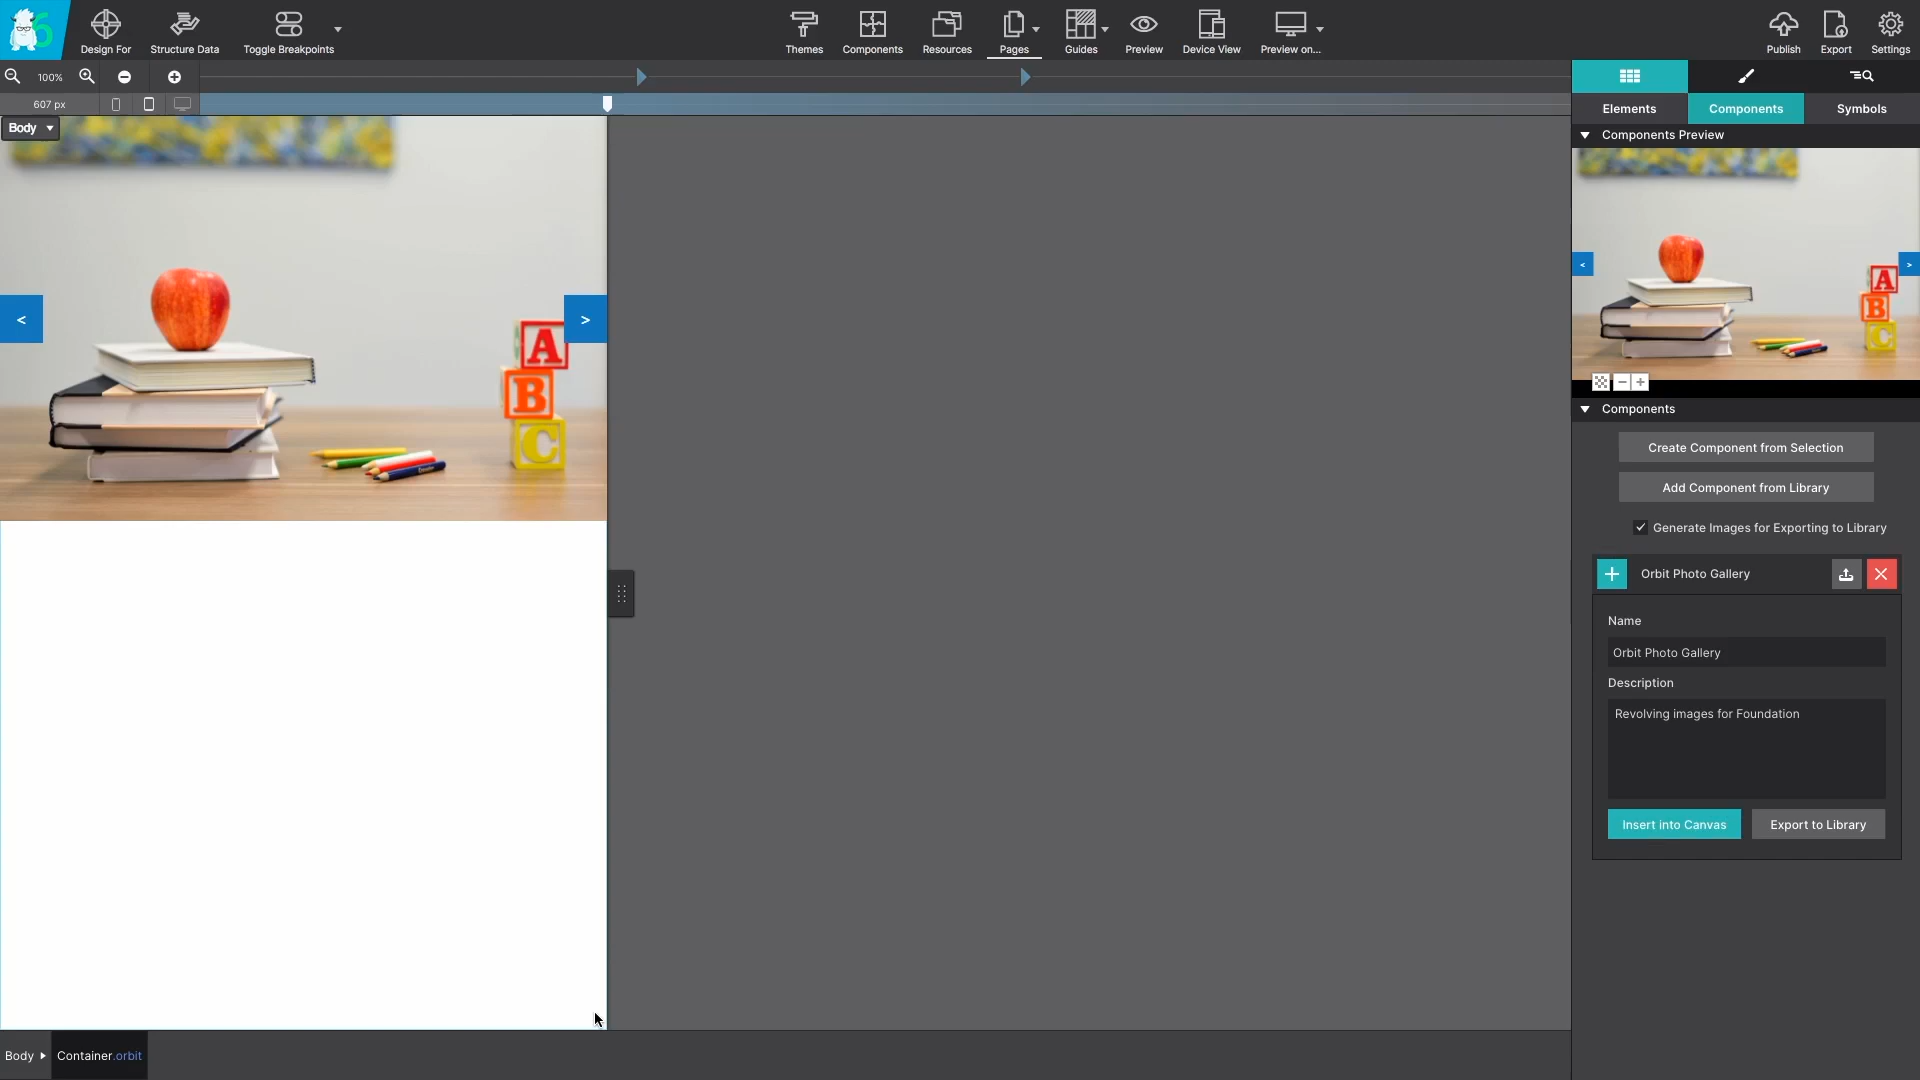 6
Design For
Structure Data
Toggle Breakpoints
Themes
Components
Resources
Pages
Guides
Preview
Device View
Preview on...
Publish
Export
Settings
100%
607 px
Body
<
>
A
B
C
Elements
Components
Symbols
Components Preview
<
>
A
B
C
Components
Create Component from Selection
Add Component from Library
Generate Images for Exporting to Library
Orbit Photo Gallery
Name
Orbit Photo Gallery
Description
Revolving images for Foundation
Insert into Canvas
Export to Library
Body
Container.orbit